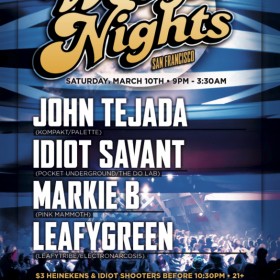 Nights
SAN FRANCISCO
SATURDAY, MARCH 10TH • 9PM - 3:30AM
JOHN TEJADA
(KOMPAKT/PALETTE)
IDIOT SAVANT
(POCKET UNDERGROUND/THE DO LAB)
MARKIE B
(PINK MAMMOTH)
LEAFYGREEN
(LEAFYTRIBE/ELECTRONARCOSIS)
$3 HEINEKENS & IDIOT SHOOTERS BEFORE 10:30PM • 21+